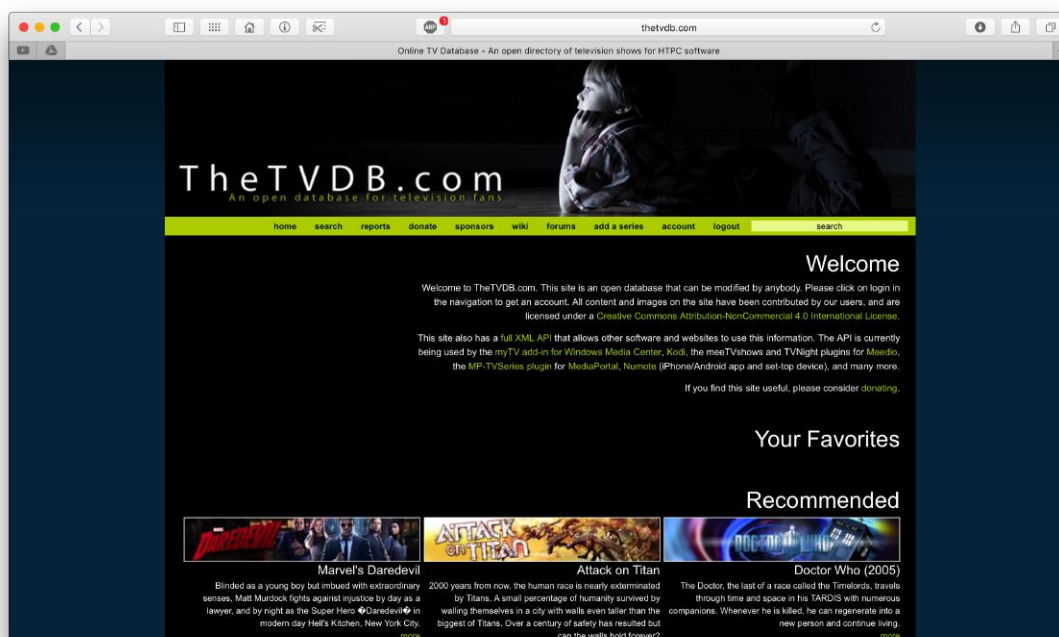 ABP
1
thetvdb.com
Online TV Database - An open directory of television shows for HTPC software
TheTVDB.com
An open database for television fans
home search reports donate sponsors wiki forums add a series account logout search
Welcome
Welcome to TheTVDB.com. This site is an open database that can be modified by anybody. Please click on login in
the navigation to get an account. All content and images on the site have been contributed by our users, and are
licensed under a Creative Commons Attribution-NonCommercial 4.0 International License.
This site also has a full XML API that allows other software and websites to use this information. The API is currently
being used by the myTV add-in for Windows Media Center, Kodi, the meeTVshows and TVNight plugins for Meedio,
the MP-TVSeries plugin for MediaPortal, Numote (iPhone/Android app and set-top device), and many more.
If you find this site useful, please consider donating.
Your Favorites
Recommended
MARVEL
DAREDEVIL
ATTACK
ON TITAN
DOCTOR WHO
Marvel's Daredevil
Blinded as a young boy but imbued with extraordinary
senses, Matt Murdock fights against injustice by day as a
lawyer, and by night as the Super Hero �Daredevil� in
modern day Hell's Kitchen, New York City.
more
Attack on Titan
2000 years from now, the human race is nearly exterminated
by Titans. A small percentage of humanity survived by
walling themselves in a city with walls even taller than the
biggest of Titans. Over a century of safety has resulted but
can the walls hold forever?
Doctor Who (2005)
The Doctor, the last of a race called the Timelords, travels
through time and space in his TARDIS with numerous
companions. Whenever he is killed, he can regenerate into a
new person and continue living.
more